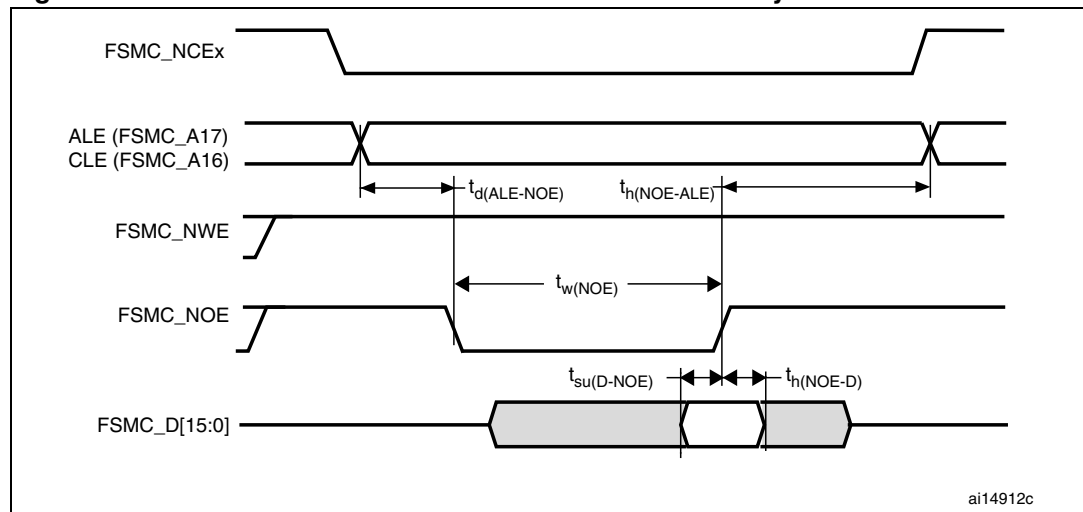 FSMC_NCEx
ALE (FSMC_A17)
CLE (FSMC_A16)
td(ALE-NOE)
th(NOE-ALE)
FSMC_NWE
tw(NOE)
FSMC_NOE
tsu(D-NOE)
th(NOE-D)
FSMC_D[15:0]
ai14912c